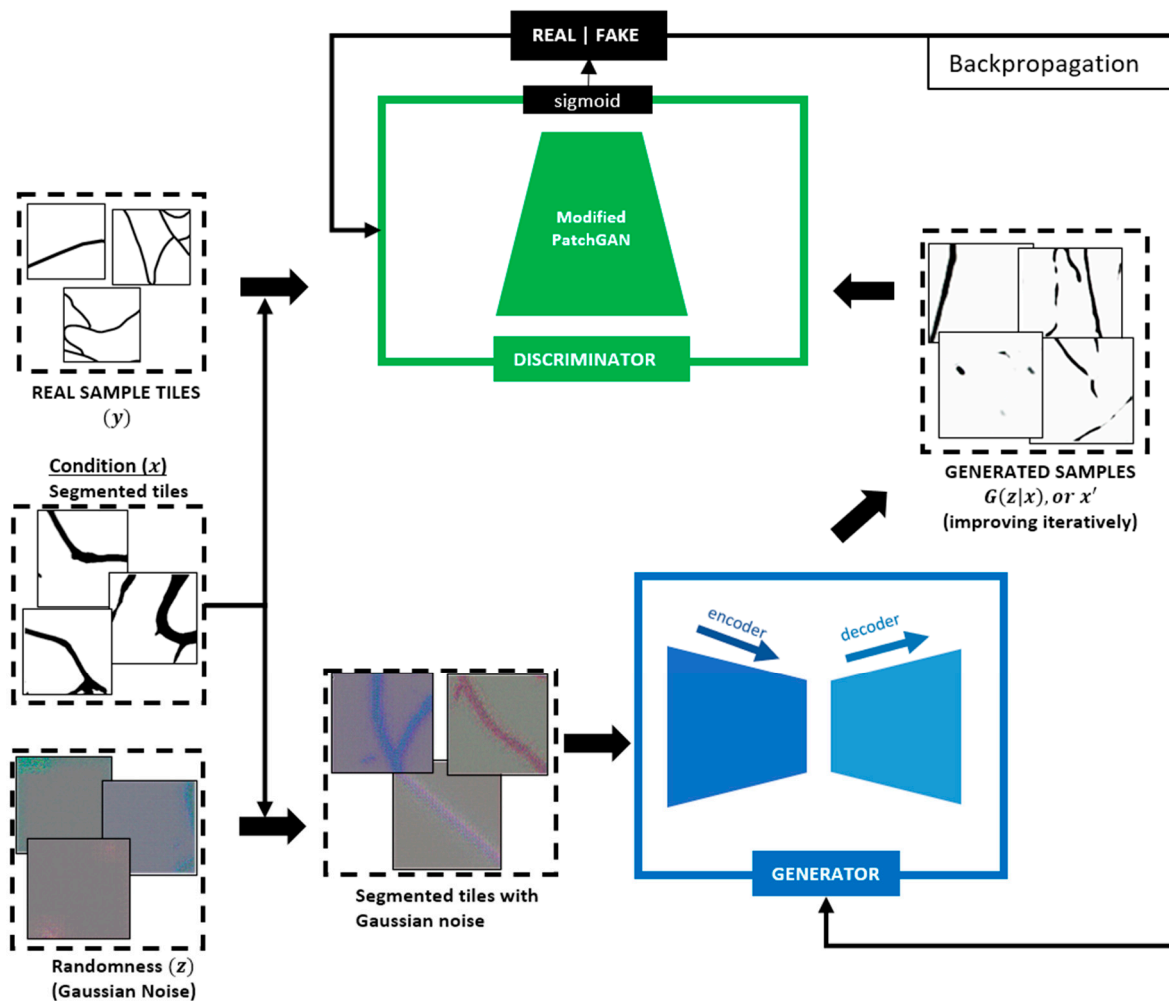 REAL | FAKE
Backpropagation
sigmoid
Modified
PatchGAN
DISCRIMINATOR
REAL SAMPLE TILES
(y)
Condition (x)
Segmented tiles
GENERATED SAMPLES
G(z|x), or x′
(improving iteratively)
encoder
decoder
GENERATOR
Segmented tiles with
Gaussian noise
Randomness (z)
(Gaussian Noise)